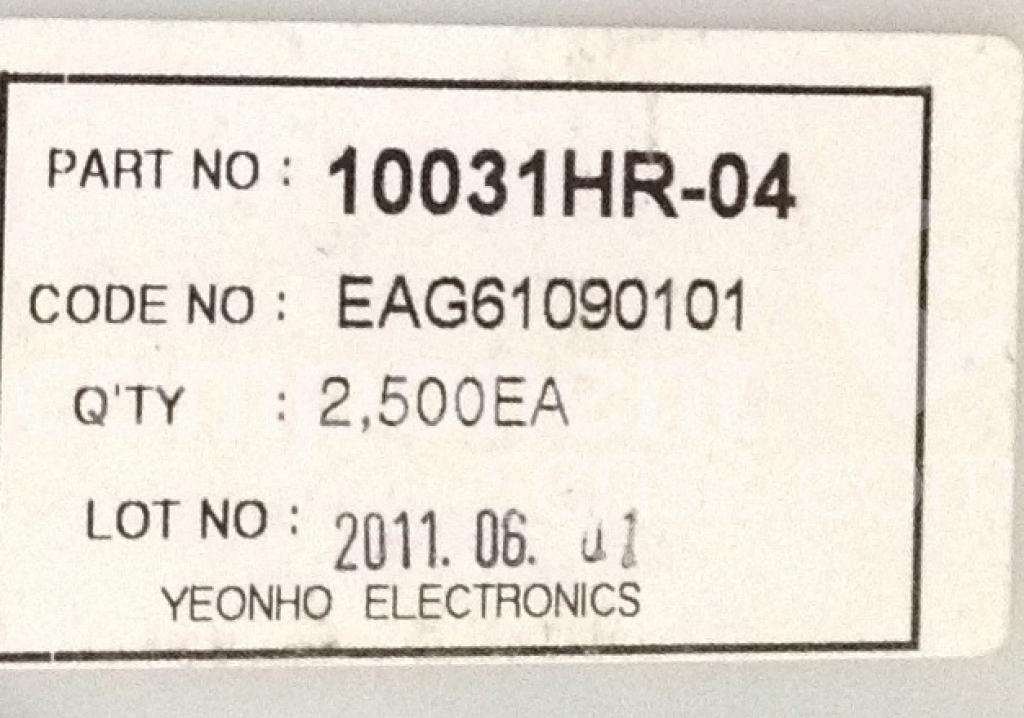 PART NO : 10031HR-04
CODE NO : EAG61090101
Q'TY : 2,500EA
LOT NO : 2011. 06.
YEONHO ELECTRONICS